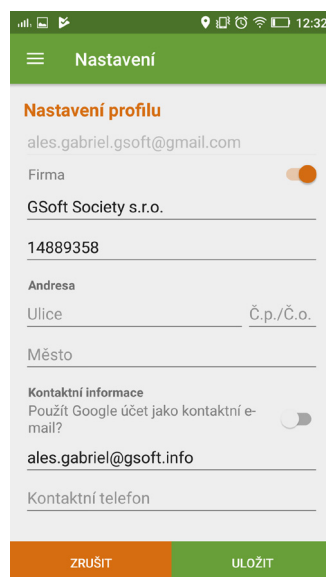 12:32
Nastavení
Nastavení profilu
ales.gabriel.gsoft@gmail.com
Firma
GSoft Society s.r.o.
14889358
Andresa
Ulice Č.p./Č.o.
Město
Kontaktní informace
Použít Google účet jako kontaktní e-
mail?
ales.gabriel@gsoft.info
Kontaktní telefon
ZRUŠIT ULOŽIT